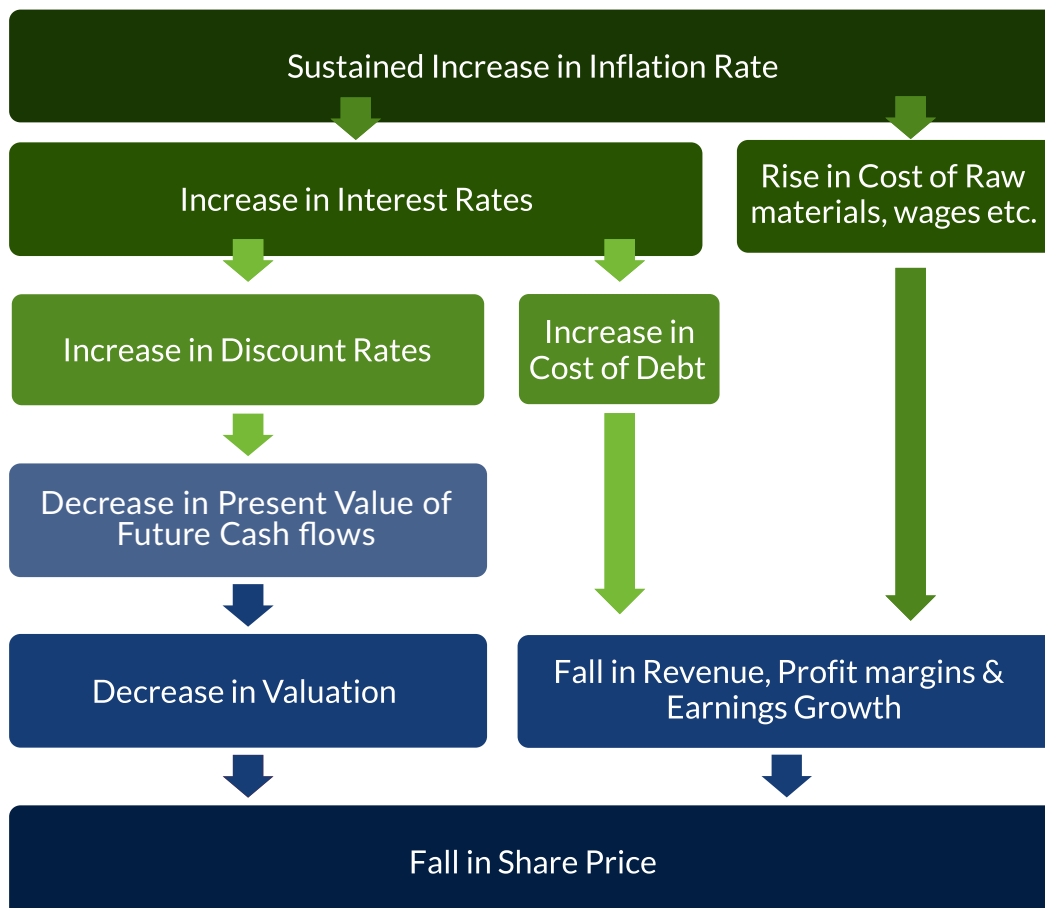 Sustained Increase in Inflation Rate
Increase in Interest Rates
Rise in Cost of Raw
materials, wages etc.
Increase in Discount Rates
Increase in
Cost of Debt
Decrease in Present Value of
Future Cash flows
Decrease in Valuation
Fall in Revenue, Profit margins &
Earnings Growth
Fall in Share Price